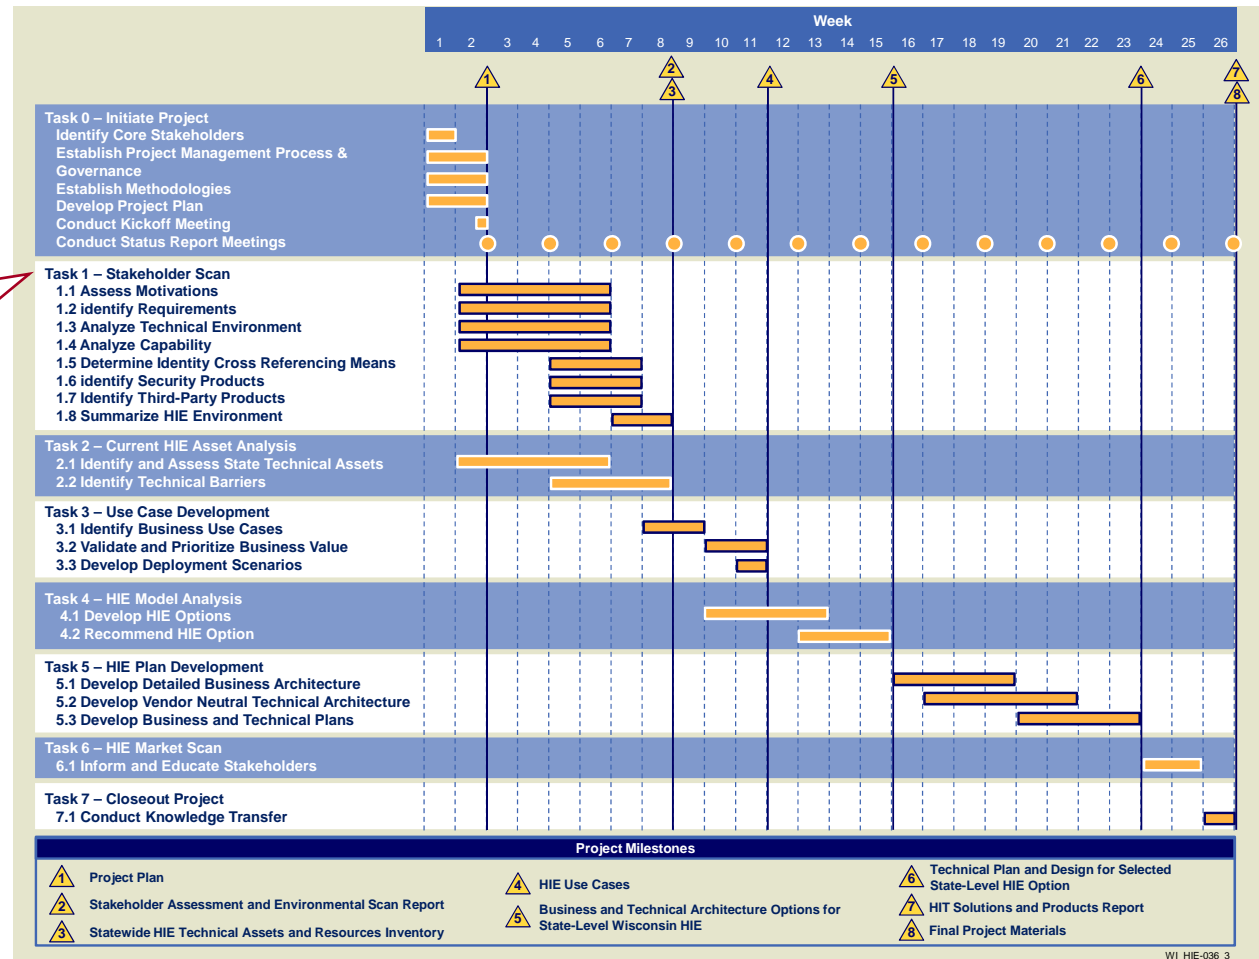 Week
1 2 3 4 5 6 7 8 9 10 11 12 13 14 15 16 17 18 19 20 21 22 23 24 25 26
1
2
3
4
5
6
7
8
Task 0 – Initiate Project
Identify Core Stakeholders
Establish Project Management Process &
Governance
Establish Methodologies
Develop Project Plan
Conduct Kickoff Meeting
Conduct Status Report Meetings
Task 1 – Stakeholder Scan
1.1 Assess Motivations
1.2 identify Requirements
1.3 Analyze Technical Environment
1.4 Analyze Capability
1.5 Determine Identity Cross Referencing Means
1.6 identify Security Products
1.7 Identify Third-Party Products
1.8 Summarize HIE Environment
Task 2 – Current HIE Asset Analysis
2.1 Identify and Assess State Technical Assets
2.2 Identify Technical Barriers
Task 3 – Use Case Development
3.1 Identify Business Use Cases
3.2 Validate and Prioritize Business Value
3.3 Develop Deployment Scenarios
Task 4 – HIE Model Analysis
4.1 Develop HIE Options
4.2 Recommend HIE Option
Task 5 – HIE Plan Development
5.1 Develop Detailed Business Architecture
5.2 Develop Vendor Neutral Technical Architecture
5.3 Develop Business and Technical Plans
Task 6 – HIE Market Scan
6.1 Inform and Educate Stakeholders
Task 7 – Closeout Project
7.1 Conduct Knowledge Transfer
Project Milestones
1 Project Plan
2 Stakeholder Assessment and Environmental Scan Report
3 Statewide HIE Technical Assets and Resources Inventory
4 HIE Use Cases
5 Business and Technical Architecture Options for
State-Level Wisconsin HIE
6 Technical Plan and Design for Selected
State-Level HIE Option
7 HIT Solutions and Products Report
8 Final Project Materials
WI_HIE-036_3